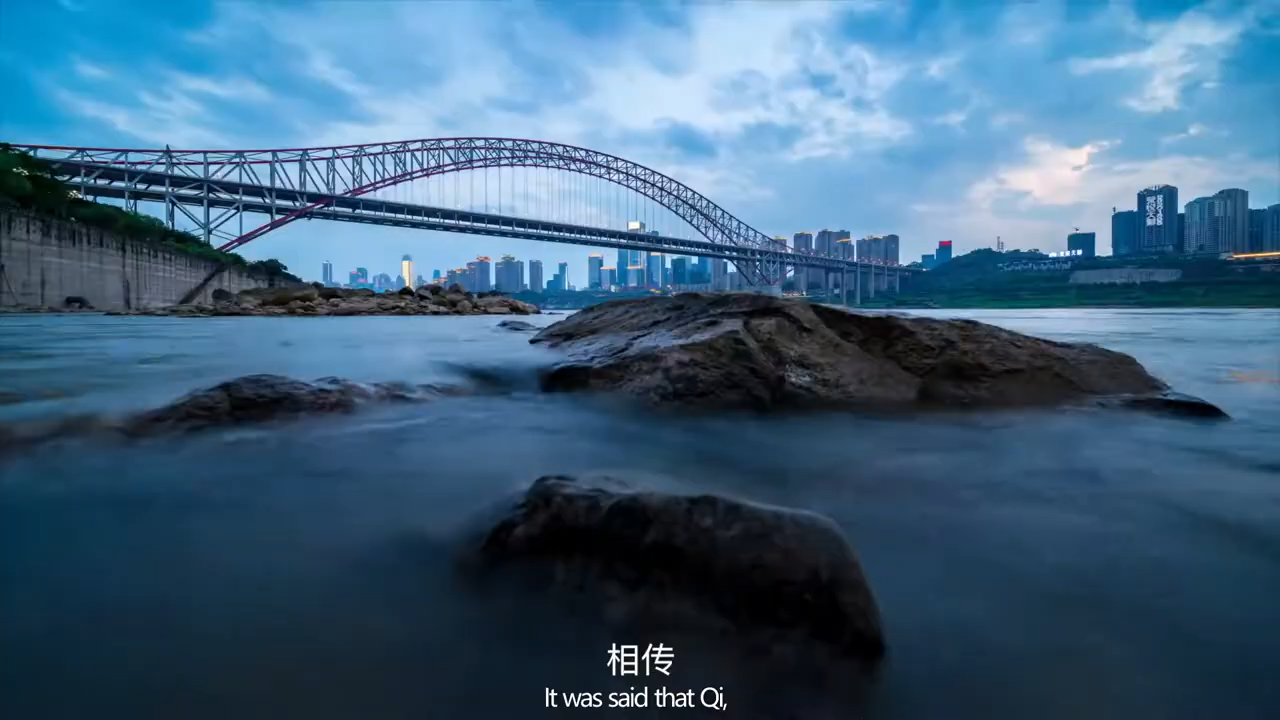 相传
It was said that Qi,